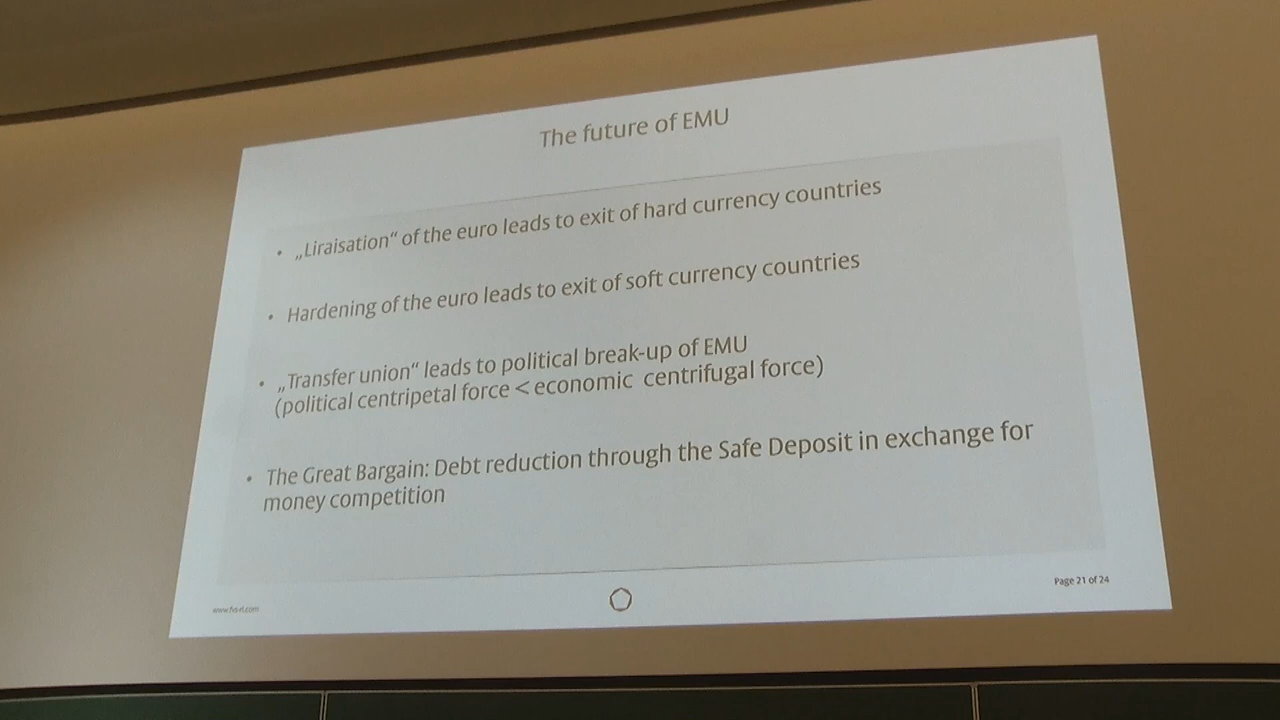 The future of EMU
• „Liraisation“ of the euro leads to exit of hard currency countries
• Hardening of the euro leads to exit of soft currency countries
• „Transfer union“ leads to political break-up of EMU
(political centripetal force < economic centrifugal force)
• The Great Bargain: Debt reduction through the Safe Deposit in exchange for
money competition
Page 21 of 24